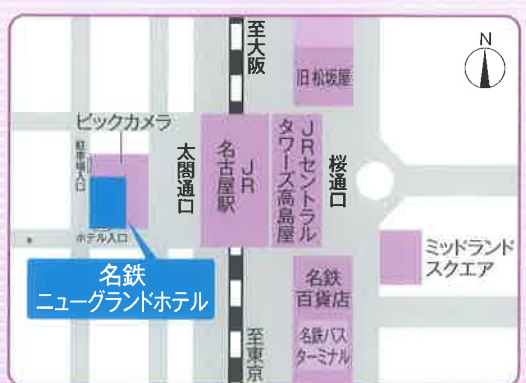 至大阪
N
旧松坂屋
ビックカメラ
駐車場入口
太閤通口
JR
名古屋駅
JRセントラル
タワーズ高島屋
桜通口
ホテル入口
名鉄
ニューグランドホテル
ミッドランド
スクエア
名鉄
百貨店
至東京
名鉄バス
ターミナル